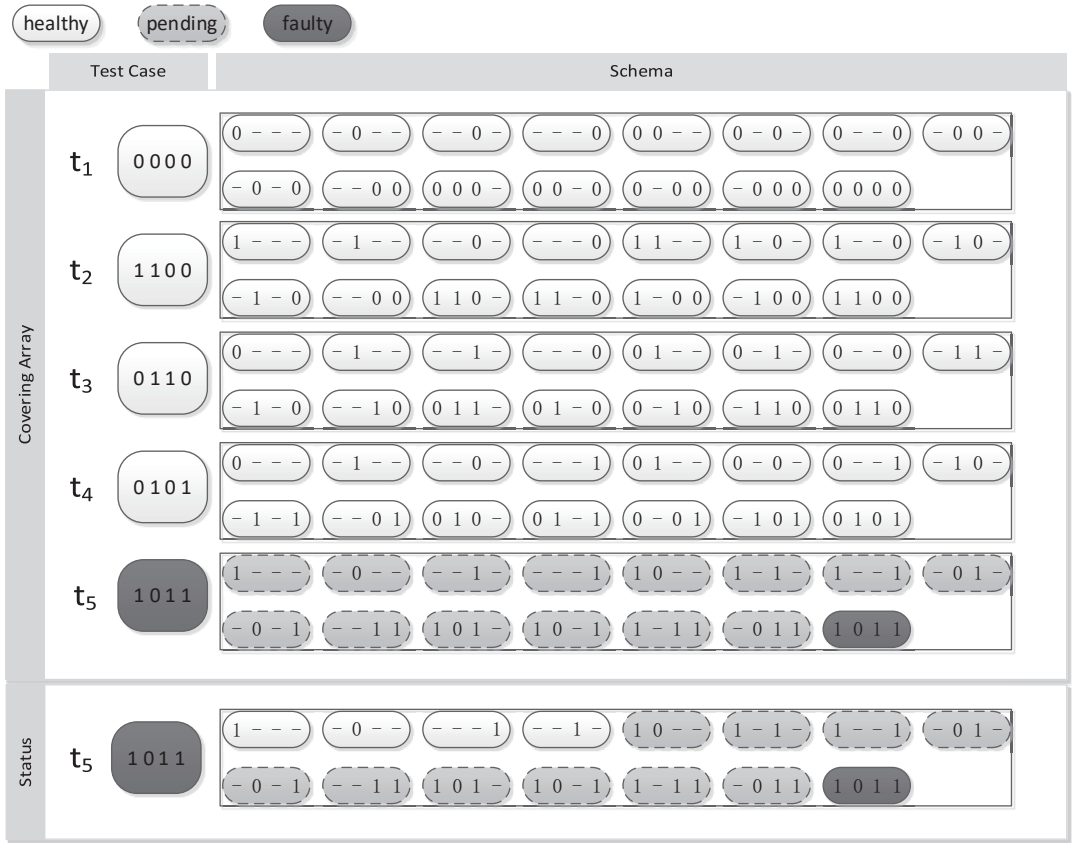 healthy pending faulty
Test Case Schema
Covering Array
t1 0000 0 - - - - 0 - - - - 0 - - - - 0 0 0 - - 0 - 0 - 0 - - 0 - 0 0 -
- 0 - 0 - - 0 0 0 0 0 - 0 0 - 0 0 - 0 0 - 0 0 0 0 0 0 0
t2 1100 1 - - - - 1 - - - - 0 - - - - 0 1 1 - - 1 - 0 - 1 - - 0 - 1 0 -
- 1 - 0 - - 0 0 1 1 0 - 1 1 - 0 1 - 0 0 - 1 0 0 1 1 0 0
t3 0110 0 - - - - 1 - - - - 1 - - - - 0 0 1 - - 0 - 1 - 0 - - 0 - 1 1 -
- 1 - 0 - - 1 0 0 1 1 - 0 1 - 0 0 - 1 0 - 1 1 0 0 1 1 0
t4 0101 0 - - - - 1 - - - - 0 - - - - 1 0 1 - - 0 - 0 - 0 - - 1 - 1 0 -
- 1 - 1 - - 0 1 0 1 0 - 0 1 - 1 0 - 0 1 - 1 0 1 0 1 0 1
t5 1011 1 - - - - 0 - - - - 1 - - - - 1 1 0 - - 1 - 1 - 1 - - 1 - 0 1 -
- 0 - 1 - - 1 1 1 0 1 - 1 0 - 1 1 - 1 1 - 0 1 1 1 0 1 1
Status
t5 1011 1 - - - - 0 - - - - - 1 - - 1 - 1 0 - - 1 - 1 - 1 - - 1 - 0 1 -
- 0 - 1 - - 1 1 1 0 1 - 1 0 - 1 1 - 1 1 - 0 1 1 1 0 1 1